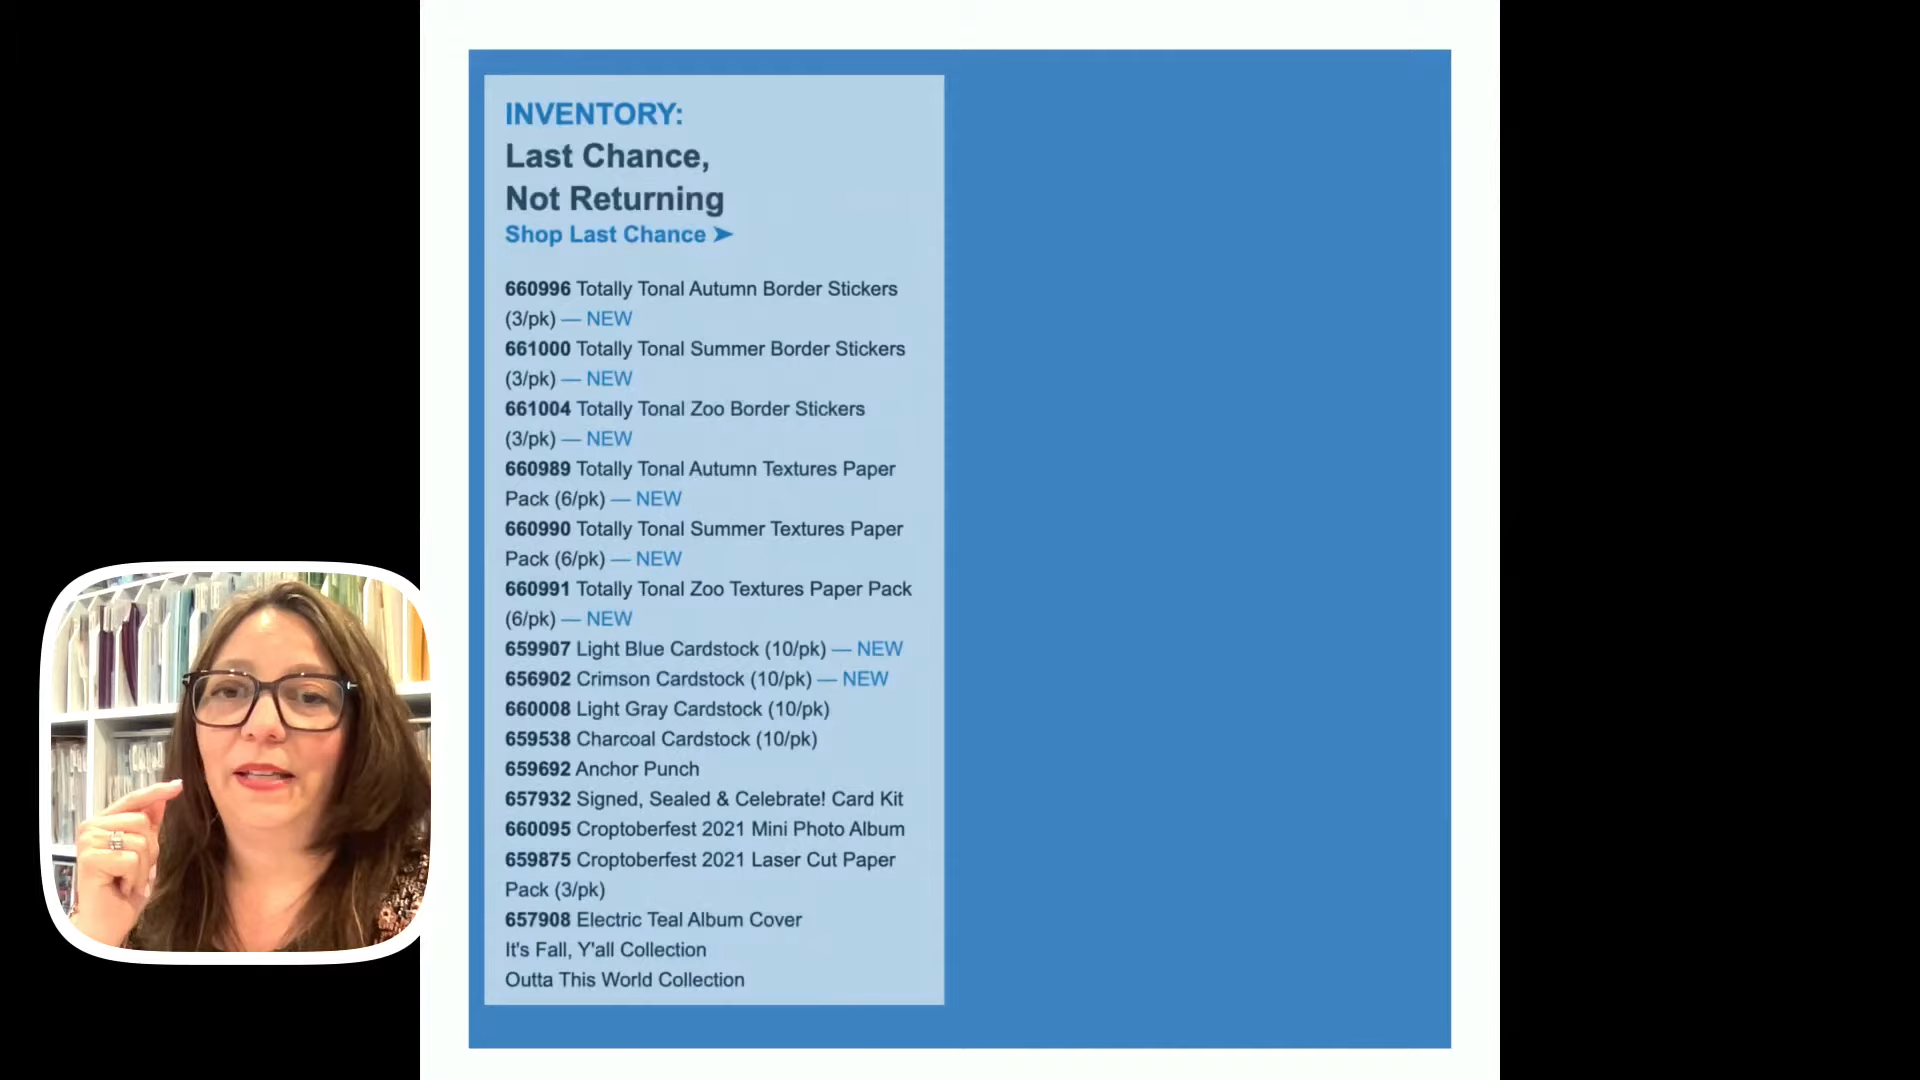 INVENTORY:
Last Chance,
Not Returning
Shop Last Chance ➤
660996 Totally Tonal Autumn Border Stickers
(3/pk) — NEW
661000 Totally Tonal Summer Border Stickers
(3/pk) — NEW
661004 Totally Tonal Zoo Border Stickers
(3/pk) — NEW
660989 Totally Tonal Autumn Textures Paper
Pack (6/pk) — NEW
660990 Totally Tonal Summer Textures Paper
Pack (6/pk) — NEW
660991 Totally Tonal Zoo Textures Paper Pack
(6/pk) — NEW
659907 Light Blue Cardstock (10/pk) — NEW
656902 Crimson Cardstock (10/pk) — NEW
660008 Light Gray Cardstock (10/pk)
659538 Charcoal Cardstock (10/pk)
659692 Anchor Punch
657932 Signed, Sealed & Celebrate! Card Kit
660095 Croptoberfest 2021 Mini Photo Album
659875 Croptoberfest 2021 Laser Cut Paper
Pack (3/pk)
657908 Electric Teal Album Cover
It's Fall, Y'all Collection
Outta This World Collection